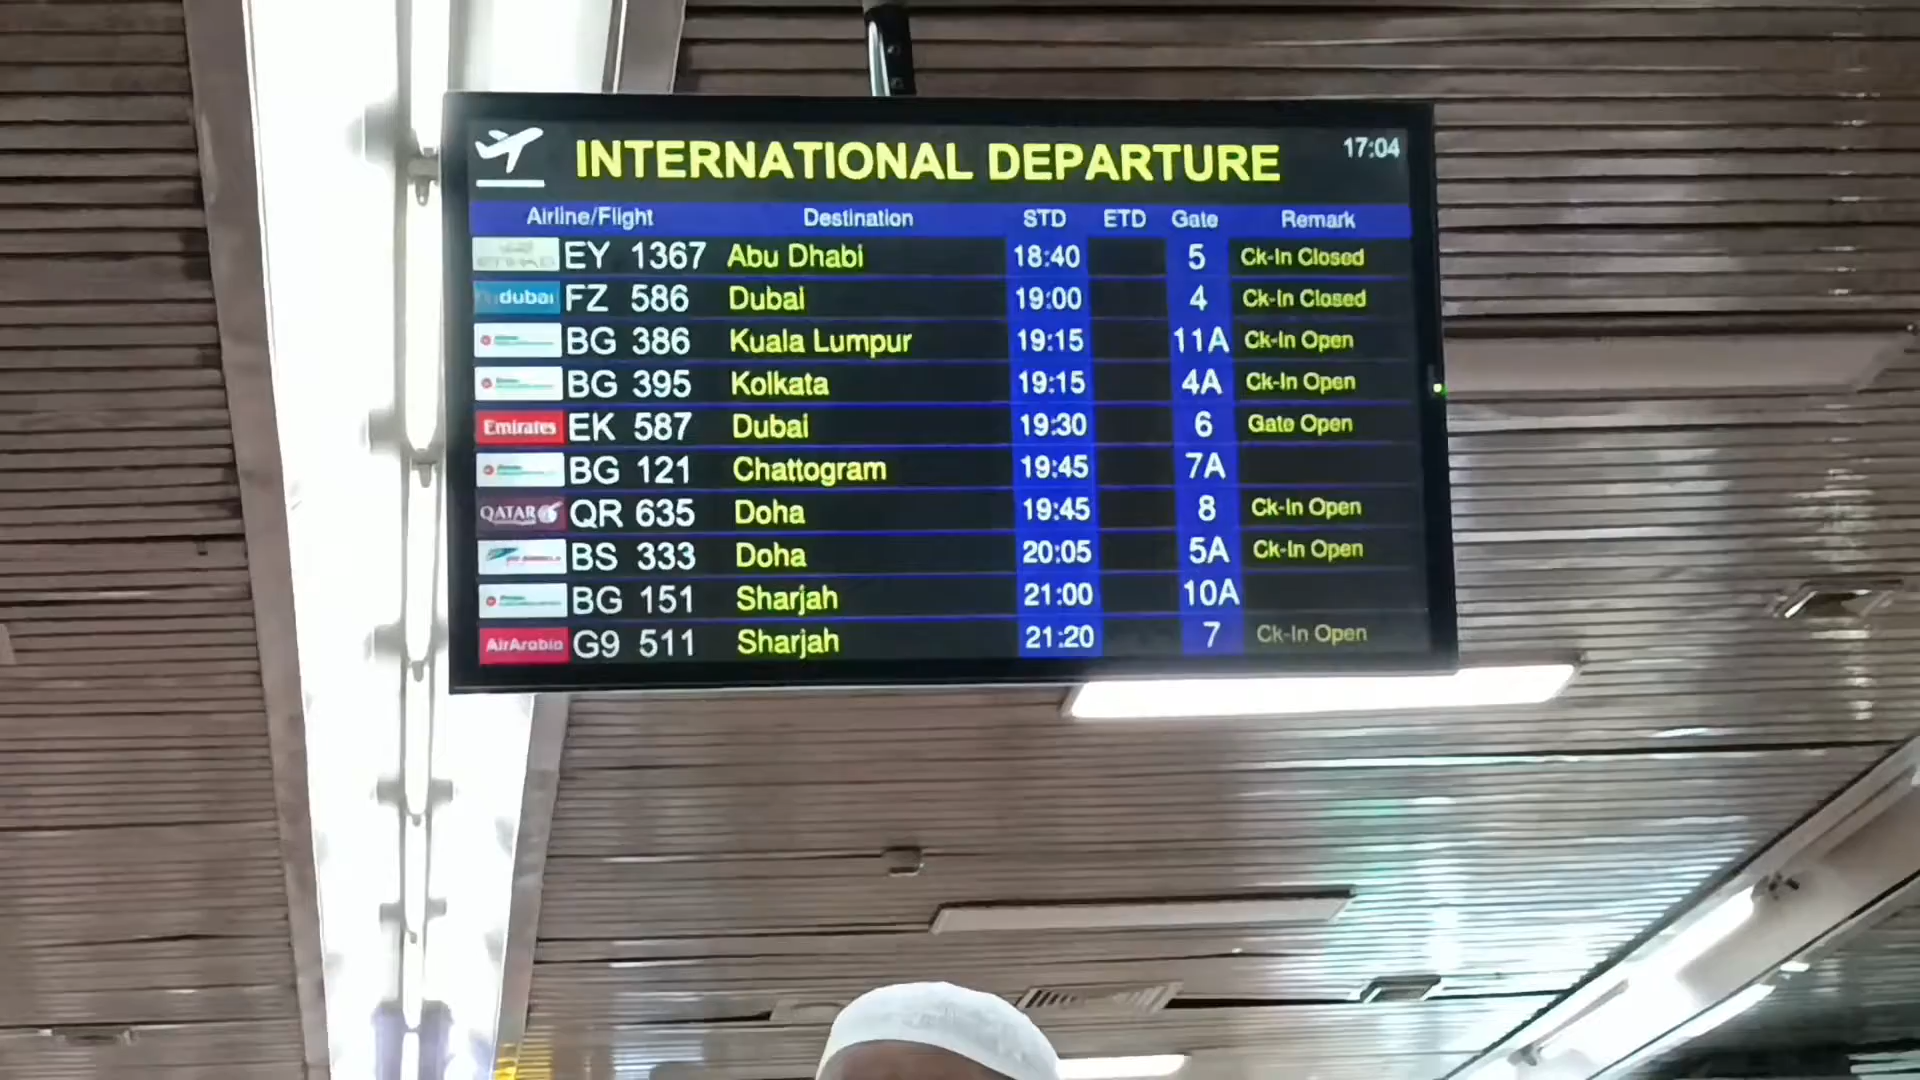 INTERNATIONAL DEPARTURE 17:04
Airline/Flight Destination STD ETD Gate Remark
ETIHAD EY 1367 Abu Dhabi 18:40 5 Ck-In Closed
dubai FZ 586 Dubai 19:00 4 Ck-In Closed
BG 386 Kuala Lumpur 19:15 11A Ck-In Open
BG 395 Kolkata 19:15 4A Ck-In Open
Emirates EK 587 Dubai 19:30 6 Gate Open
BG 121 Chattogram 19:45 7A
QATAR QR 635 Doha 19:45 8 Ck-In Open
BS 333 Doha 20:05 5A Ck-In Open
BG 151 Sharjah 21:00 10A
AirArabia G9 511 Sharjah 21:20 7 Ck-In Open